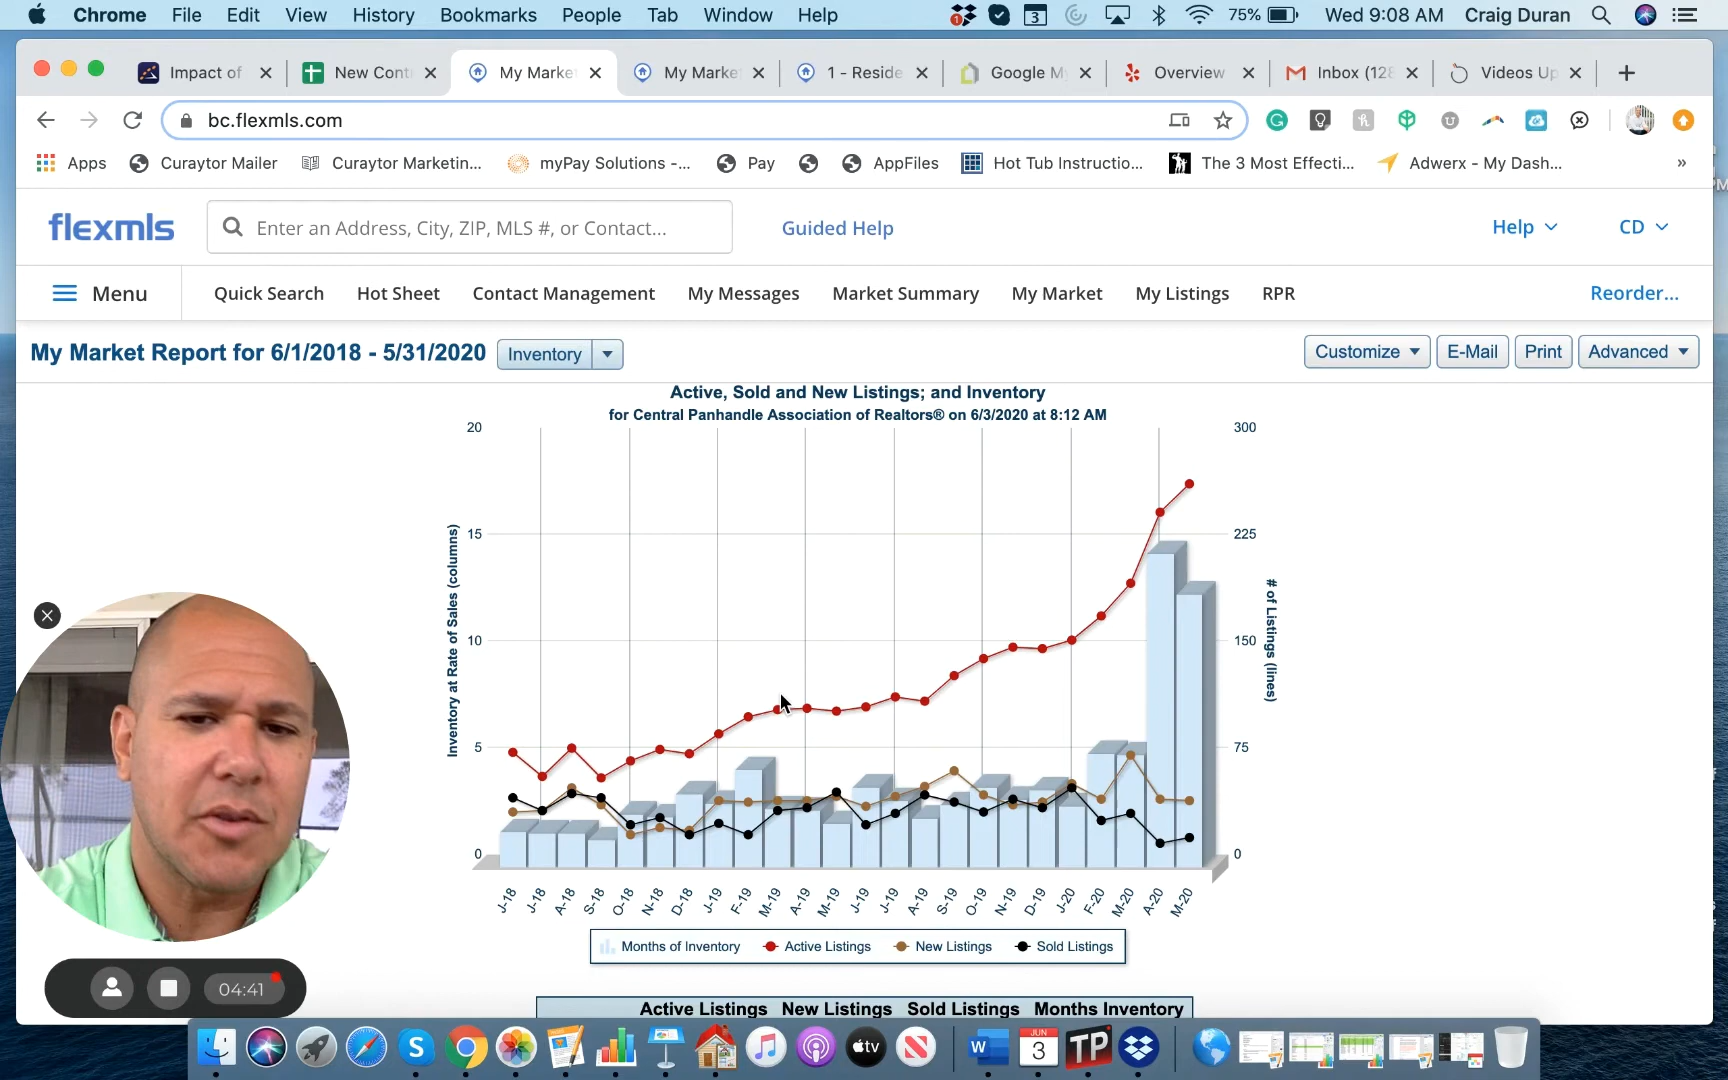 Chrome File Edit View History Bookmarks People Tab Window Help 1 3 75% Wed 9:08 AM Craig Duran
Impact of New Cont My Marke My Marke 1 - Reside Google M Overview Inbox (128 Videos Up
bc.flexmls.com
Apps Curaytor Mailer Curaytor Marketin... myPay Solutions -... Pay AppFiles Hot Tub Instructio... The 3 Most Effecti... Adwerx - My Dash... »
flexmls Enter an Address, City, ZIP, MLS #, or Contact... Guided Help Help CD
Menu Quick Search Hot Sheet Contact Management My Messages Market Summary My Market My Listings RPR Reorder...
My Market Report for 6/1/2018 - 5/31/2020 Inventory Customize E-Mail Print Advanced
Active, Sold and New Listings; and Inventory
for Central Panhandle Association of Realtors® on 6/3/2020 at 8:12 AM
20 300
15 225
10 150
5 75
0 0
Inventory at Rate of Sales (columns)
# of Listings (lines)
J-18 J-18 A-18 S-18 O-18 N-18 D-18 J-19 F-19 M-19 A-19 M-19 J-19 J-19 A-19 S-19 O-19 N-19 D-19 J-20 F-20 M-20 A-20 M-20
Months of Inventory Active Listings New Listings Sold Listings
04:41
Active Listings New Listings Sold Listings Months Inventory
S tv W JUN 3 TP